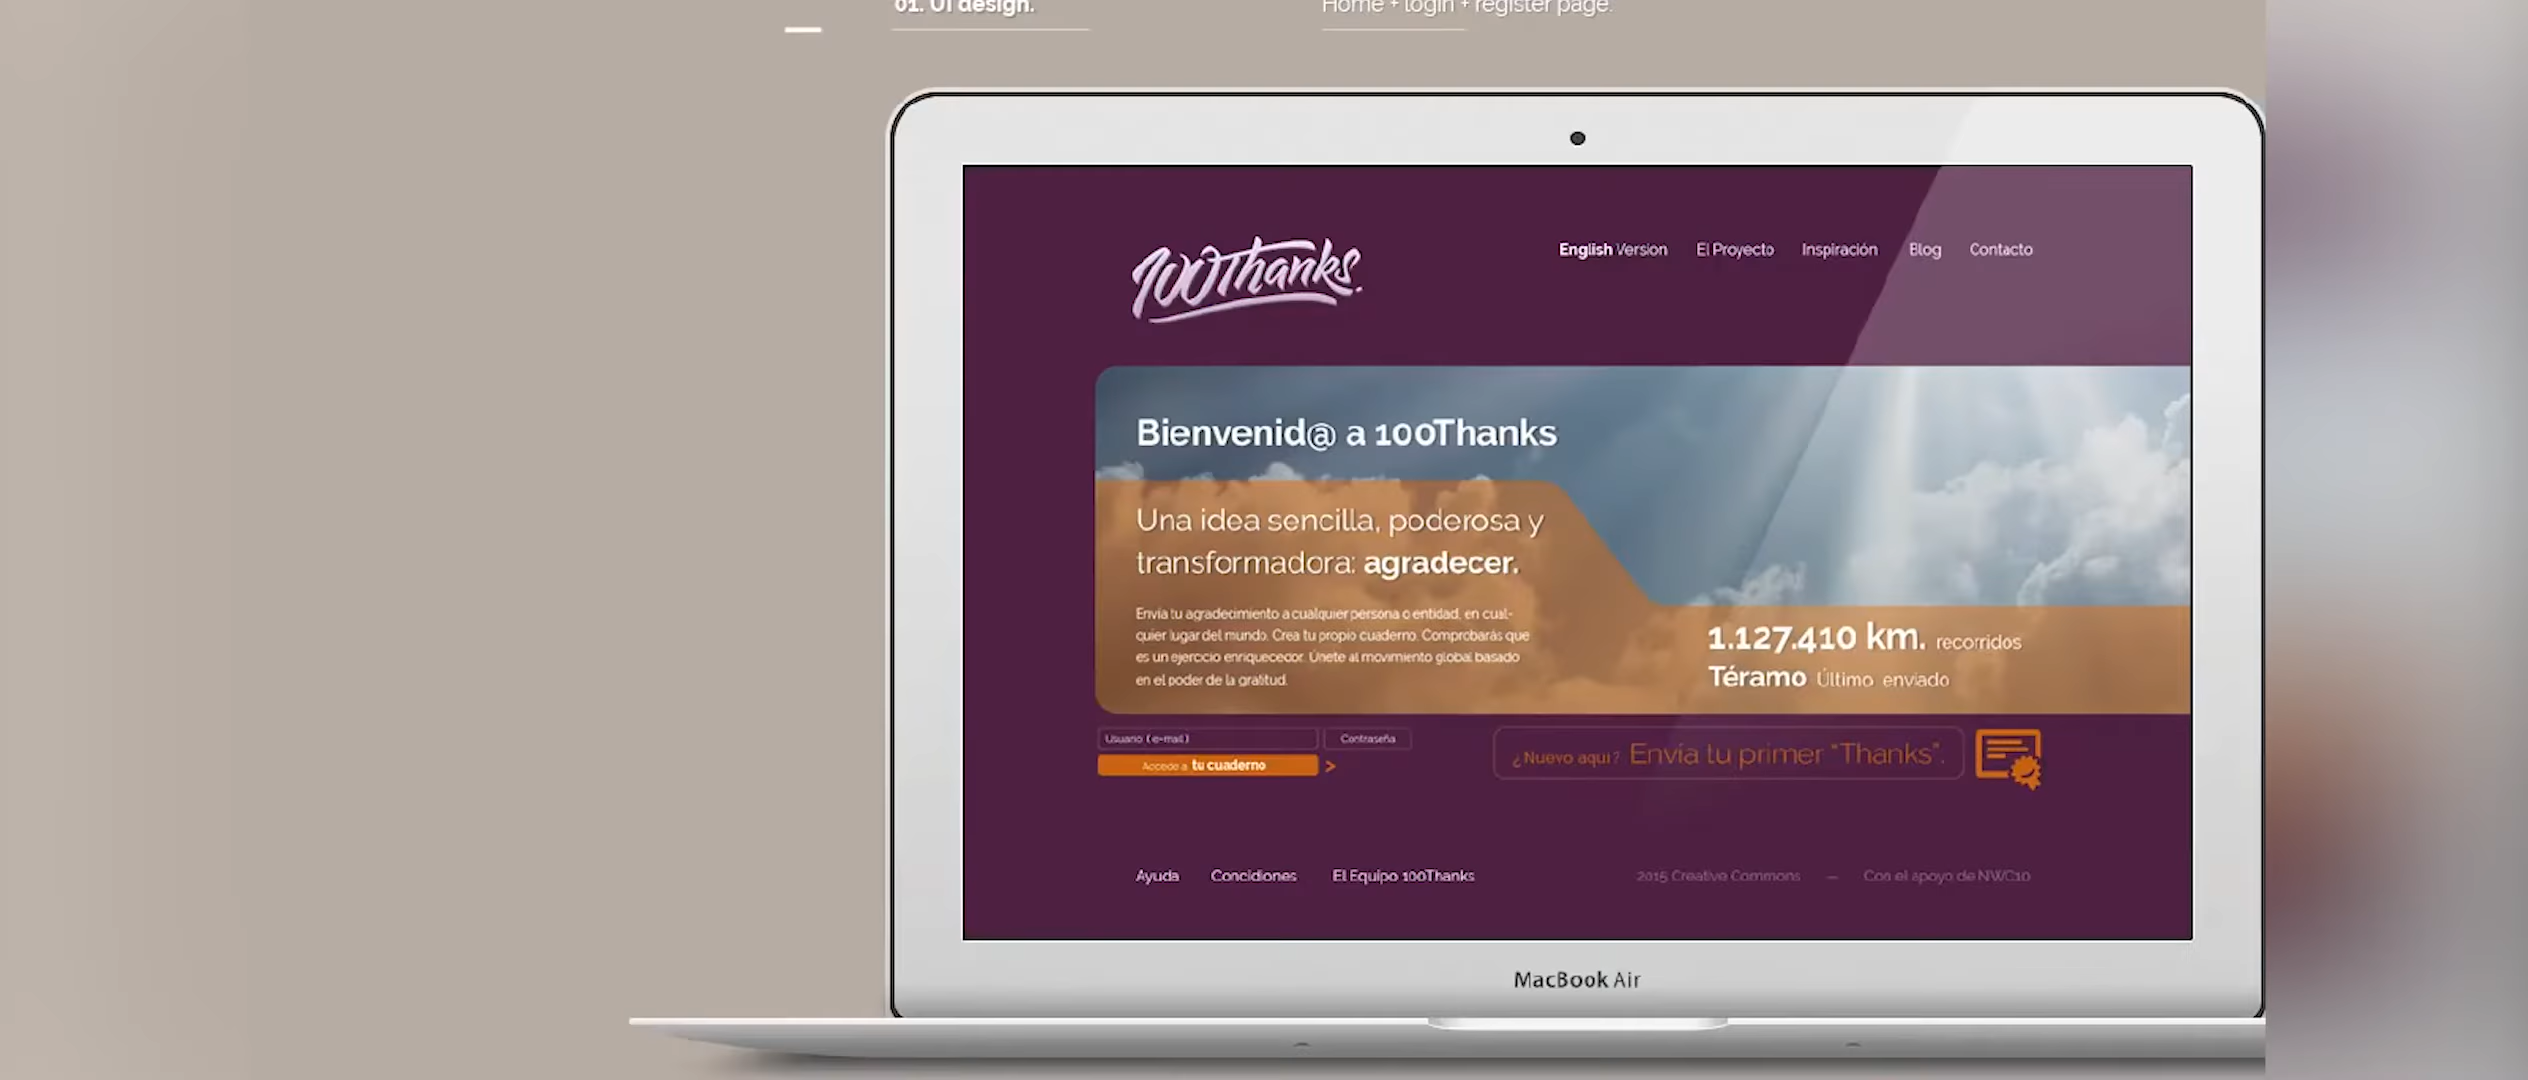 01. UI design.
Home + login + register page.
100Thanks.
English Version El Proyecto Inspiración Blog Contacto
Bienvenid@ a 100Thanks
Una idea sencilla, poderosa y
transformadora: agradecer.
Envía tu agradecimiento a cualquier persona o entidad, en cual-
quier lugar del mundo. Crea tu propio cuaderno. Comprobarás que
es un ejercicio enriquecedor. Únete al movimiento global basado
en el poder de la gratitud.
1.127.410 km. recorridos
Téramo Último enviado
Usuario (e-mail) Contraseña
Accede a tu cuaderno >
¿Nuevo aquí? Envía tu primer "Thanks".
Ayuda Concidiones El Equipo 100Thanks
2015 Creative Commons — Con el apoyo de NWC10
MacBook Air